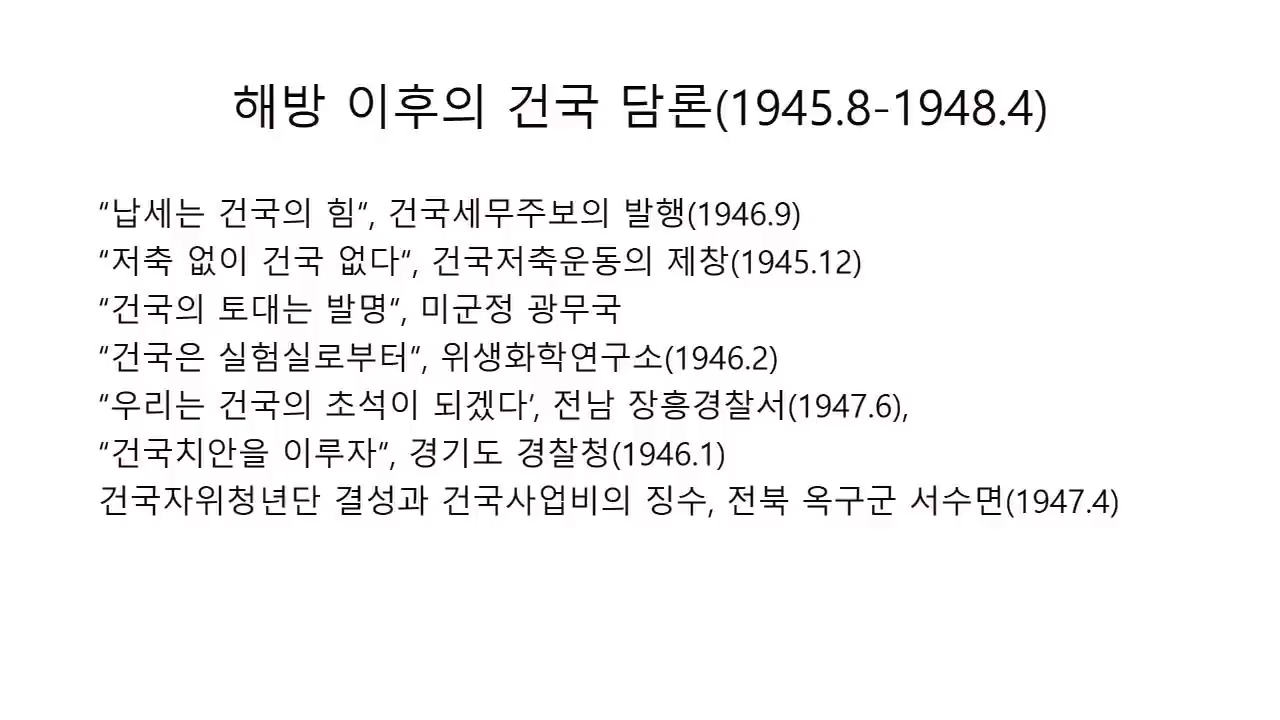 해방 이후의 건국 담론(1945.8-1948.4)
“납세는 건국의 힘”, 건국세무주보의 발행(1946.9)
“저축 없이 건국 없다”, 건국저축운동의 제창(1945.12)
“건국의 토대는 발명”, 미군정 광무국
“건국은 실험실로부터”, 위생화학연구소(1946.2)
“우리는 건국의 초석이 되겠다’, 전남 장흥경찰서(1947.6),
“건국치안을 이루자”, 경기도 경찰청(1946.1)
건국자위청년단 결성과 건국사업비의 징수, 전북 옥구군 서수면(1947.4)